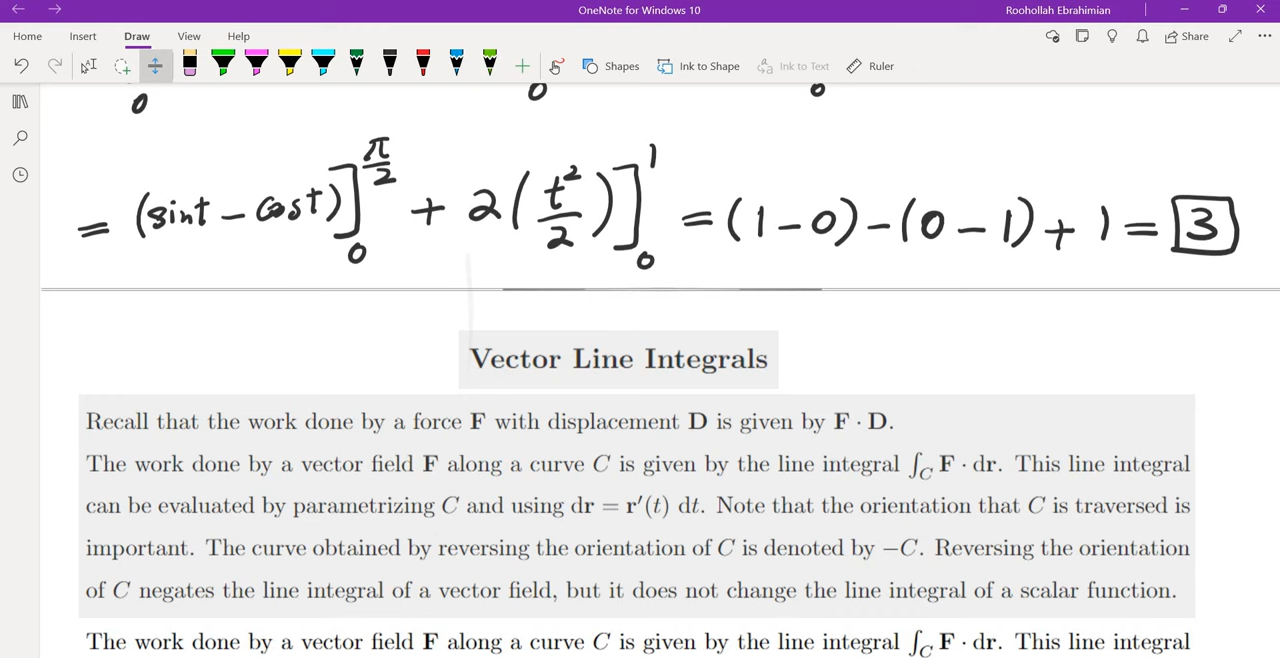 OneNote for Windows 10
Roohollah Ebrahimian
Home Insert Draw View Help
Share
Shapes Ink to Shape Ink to Text Ruler
0 0 0
= (sint - cost)]₀^(π/2) + 2(t²/2)]₀^1 = (1-0)-(0-1)+1 = 3
Vector Line Integrals
Recall that the work done by a force F with displacement D is given by F · D.
The work done by a vector field F along a curve C is given by the line integral ∫_C F · dr. This line integral
can be evaluated by parametrizing C and using dr = r′(t) dt. Note that the orientation that C is traversed is
important. The curve obtained by reversing the orientation of C is denoted by −C. Reversing the orientation
of C negates the line integral of a vector field, but it does not change the line integral of a scalar function.
The work done by a vector field F along a curve C is given by the line integral ∫_C F · dr. This line integral